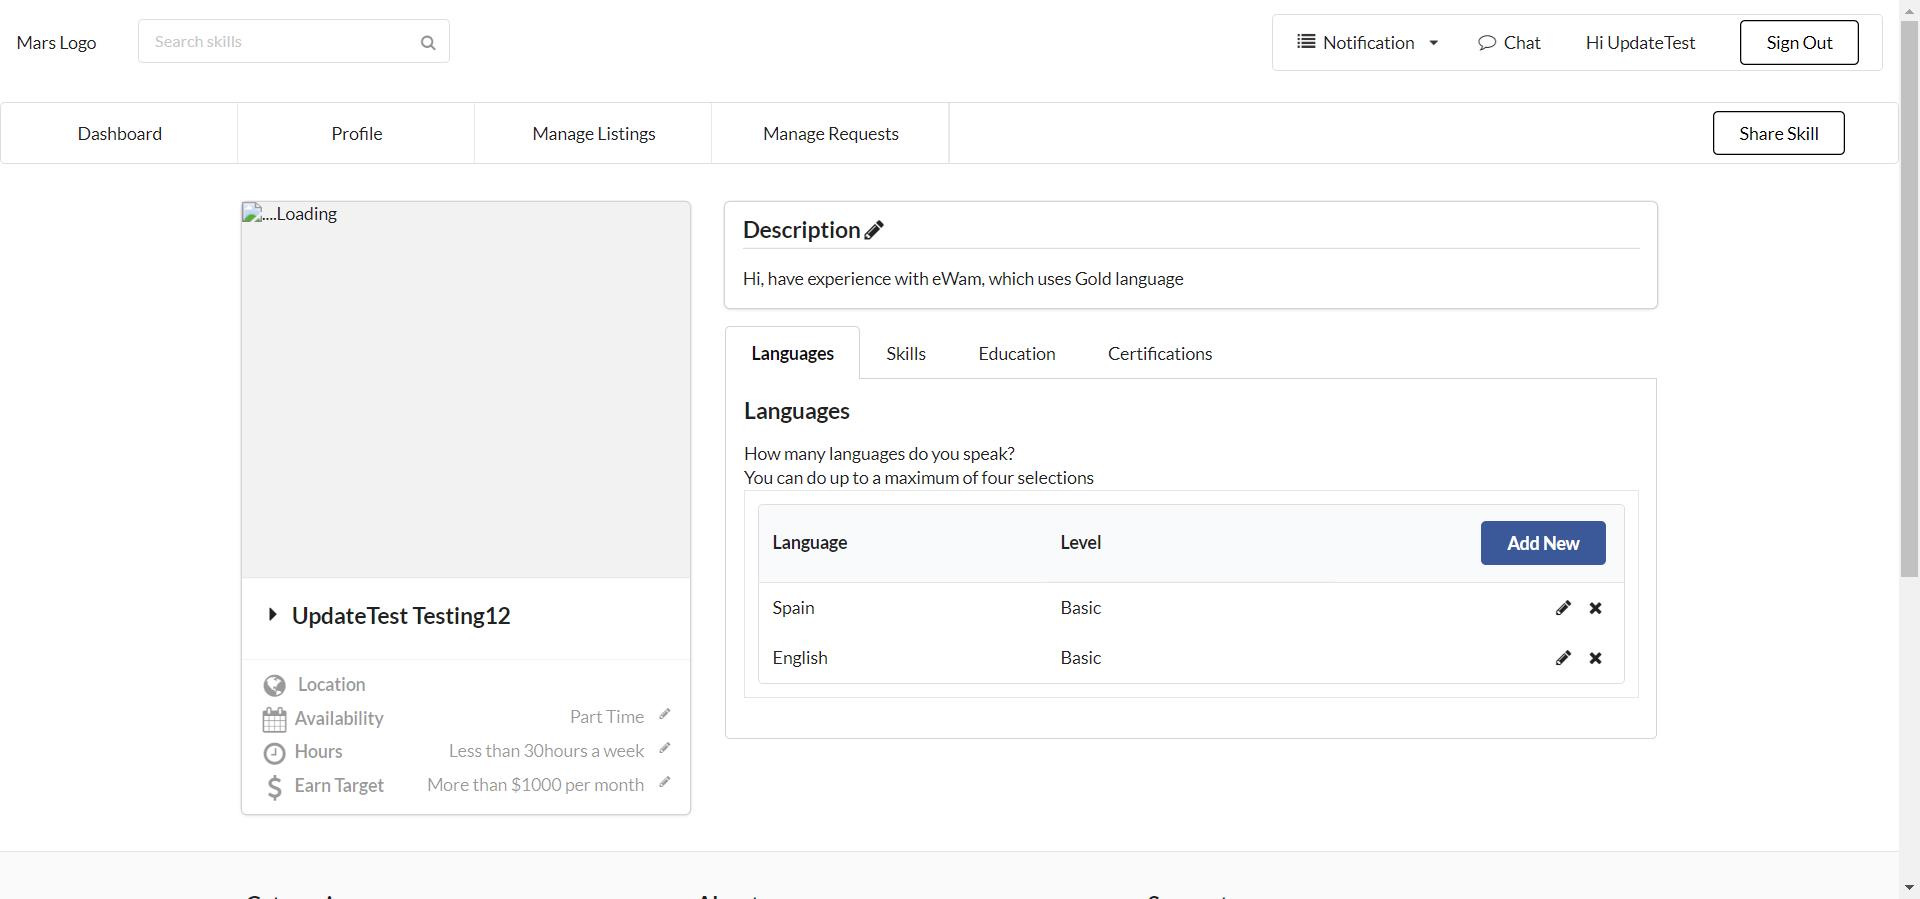 Mars Logo
Search skills
Notification
Chat
Hi UpdateTest
Sign Out
Dashboard
Profile
Manage Listings
Manage Requests
Share Skill
....Loading
UpdateTest Testing12
Location
Availability
Part Time
Hours
Less than 30hours a week
Earn Target
More than $1000 per month
Description
Hi, have experience with eWam, which uses Gold language
Languages
Skills
Education
Certifications
Languages
How many languages do you speak?
You can do up to a maximum of four selections
Language
Level
Add New
Spain
Basic
English
Basic